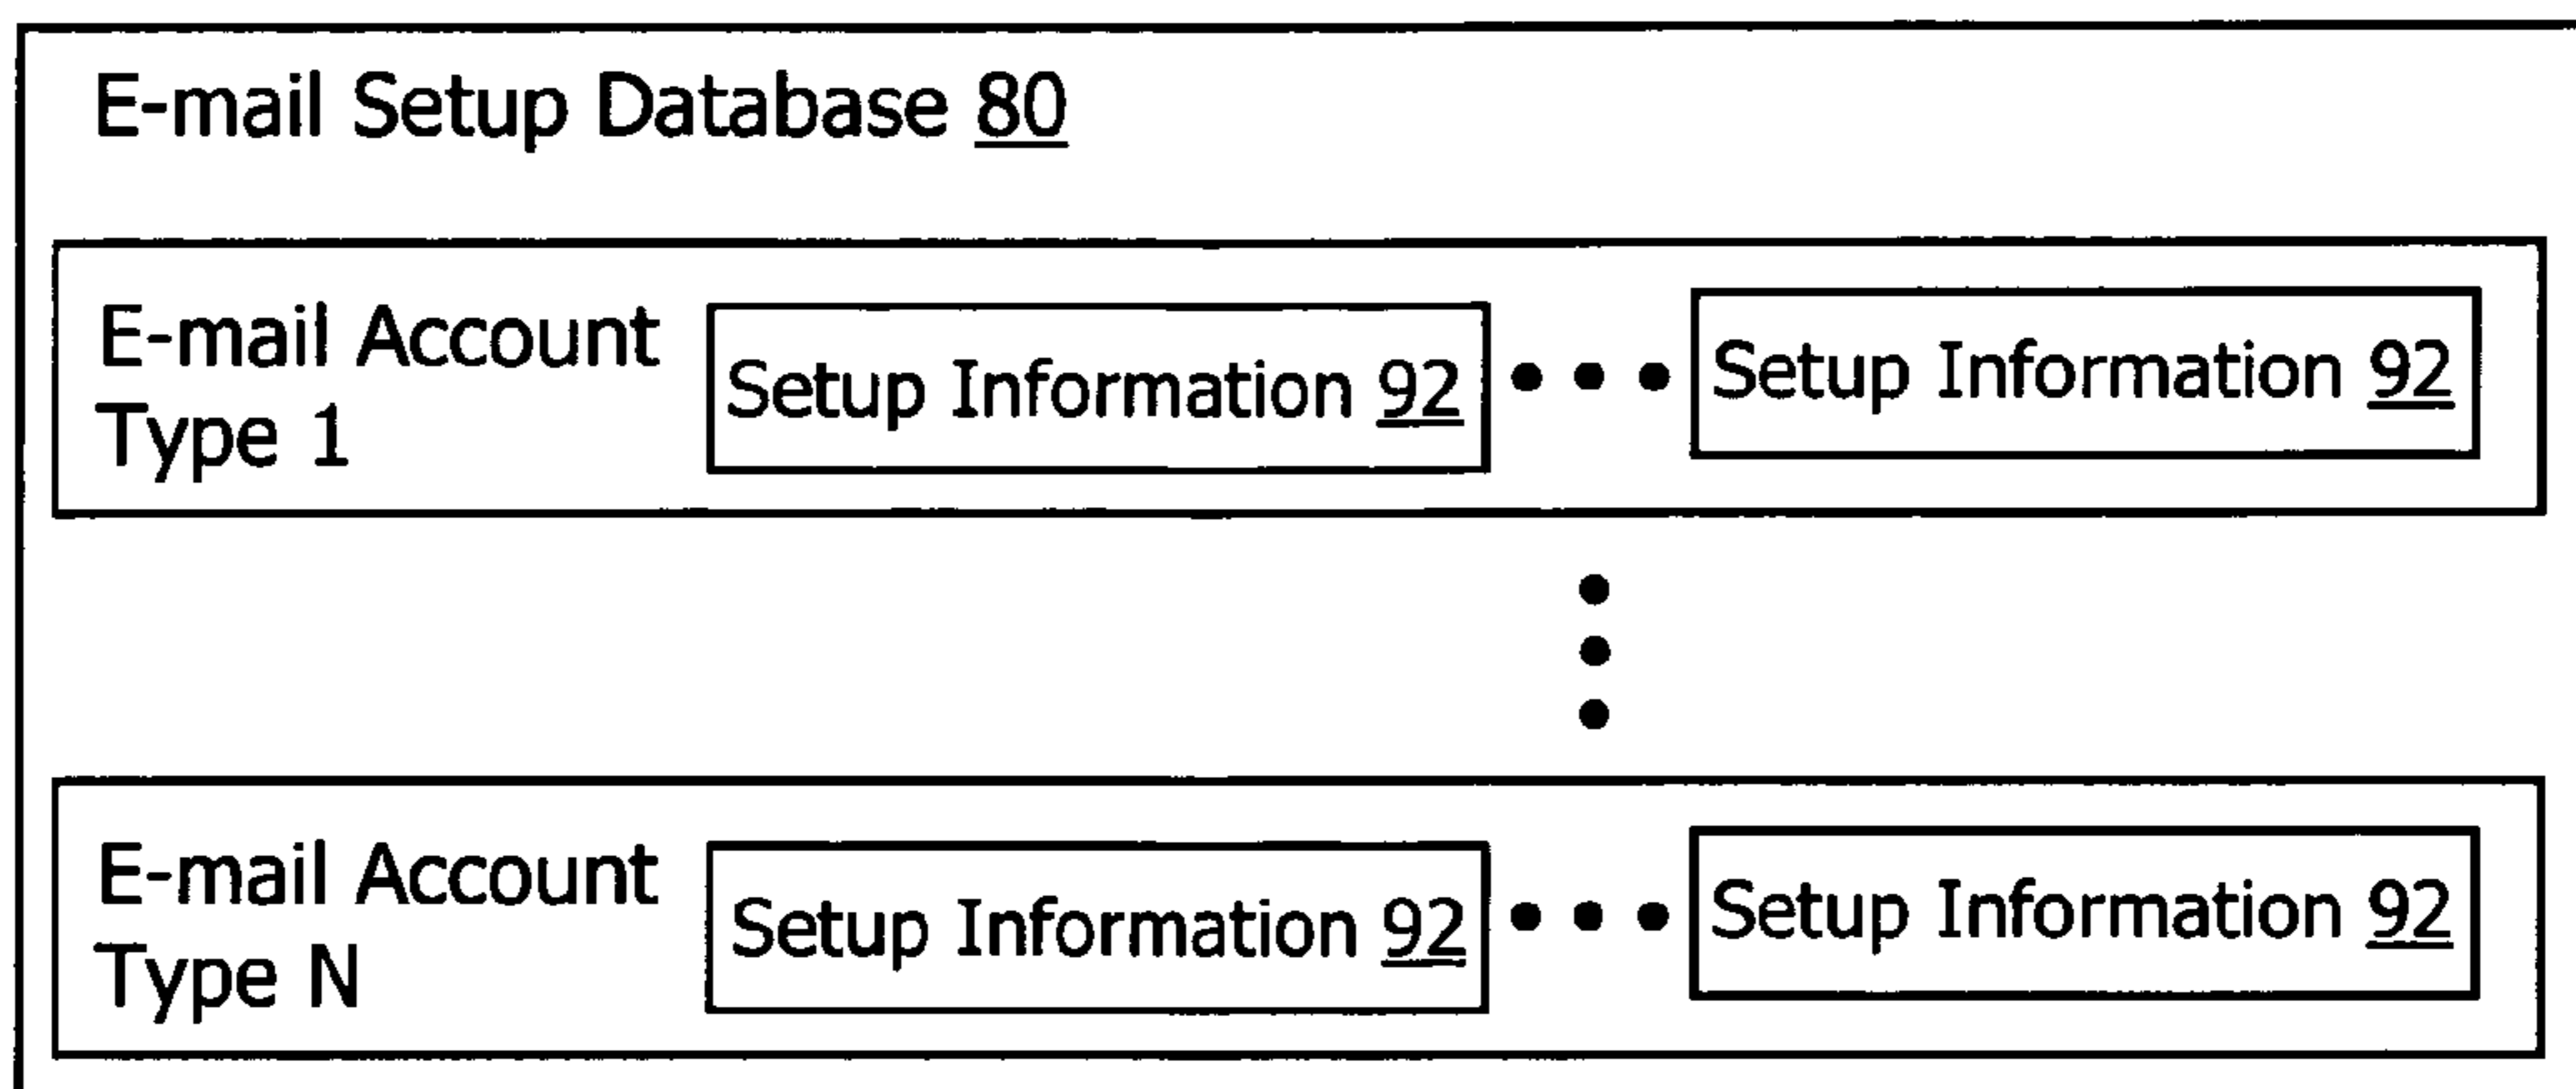 E-mail Setup Database 80
E-mail Account
Type 1
Setup Information 92
Setup Information 92
E-mail Account
Type N
Setup Information 92
Setup Information 92